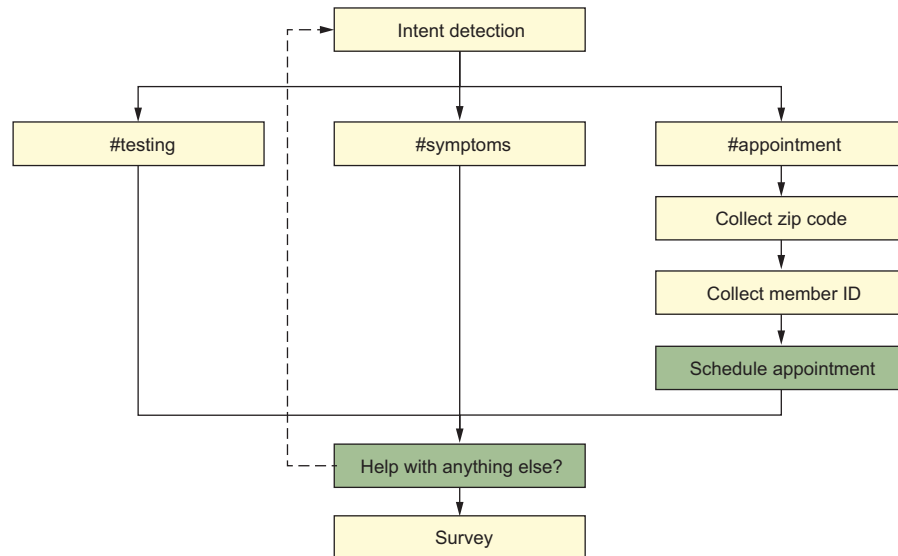 Intent detection
#testing
#symptoms
#appointment
Collect zip code
Collect member ID
Schedule appointment
Help with anything else?
Survey